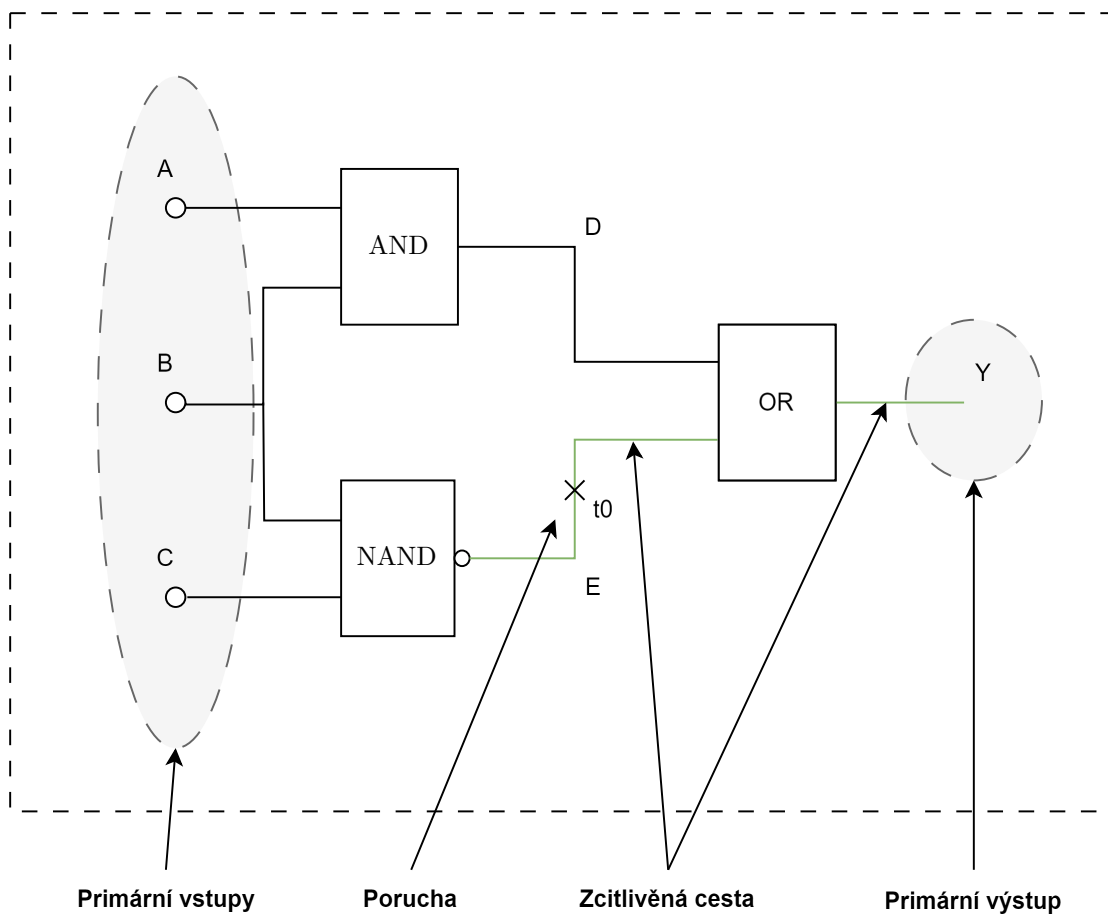 A
AND
D
B
OR
Y
t0
C
NAND
E
Primární vstupy
Porucha
Zcitlivěná cesta
Primární výstup